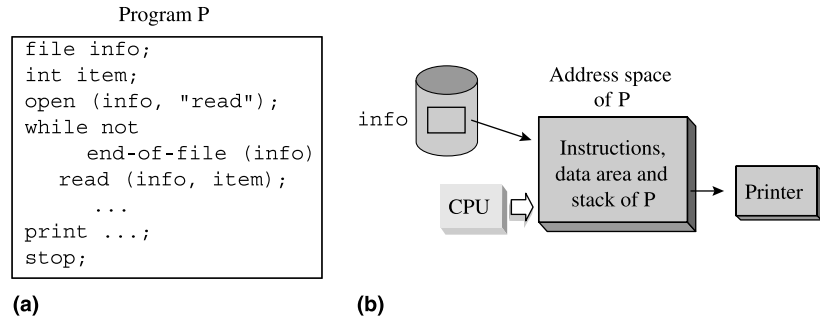 Program P
file info;
int item;
open (info, "read");
while not
end-of-file (info)
read (info, item);
...
print ...;
stop;
(a)
info
Address space
of P
Instructions,
data area and
stack of P
CPU
Printer
(b)